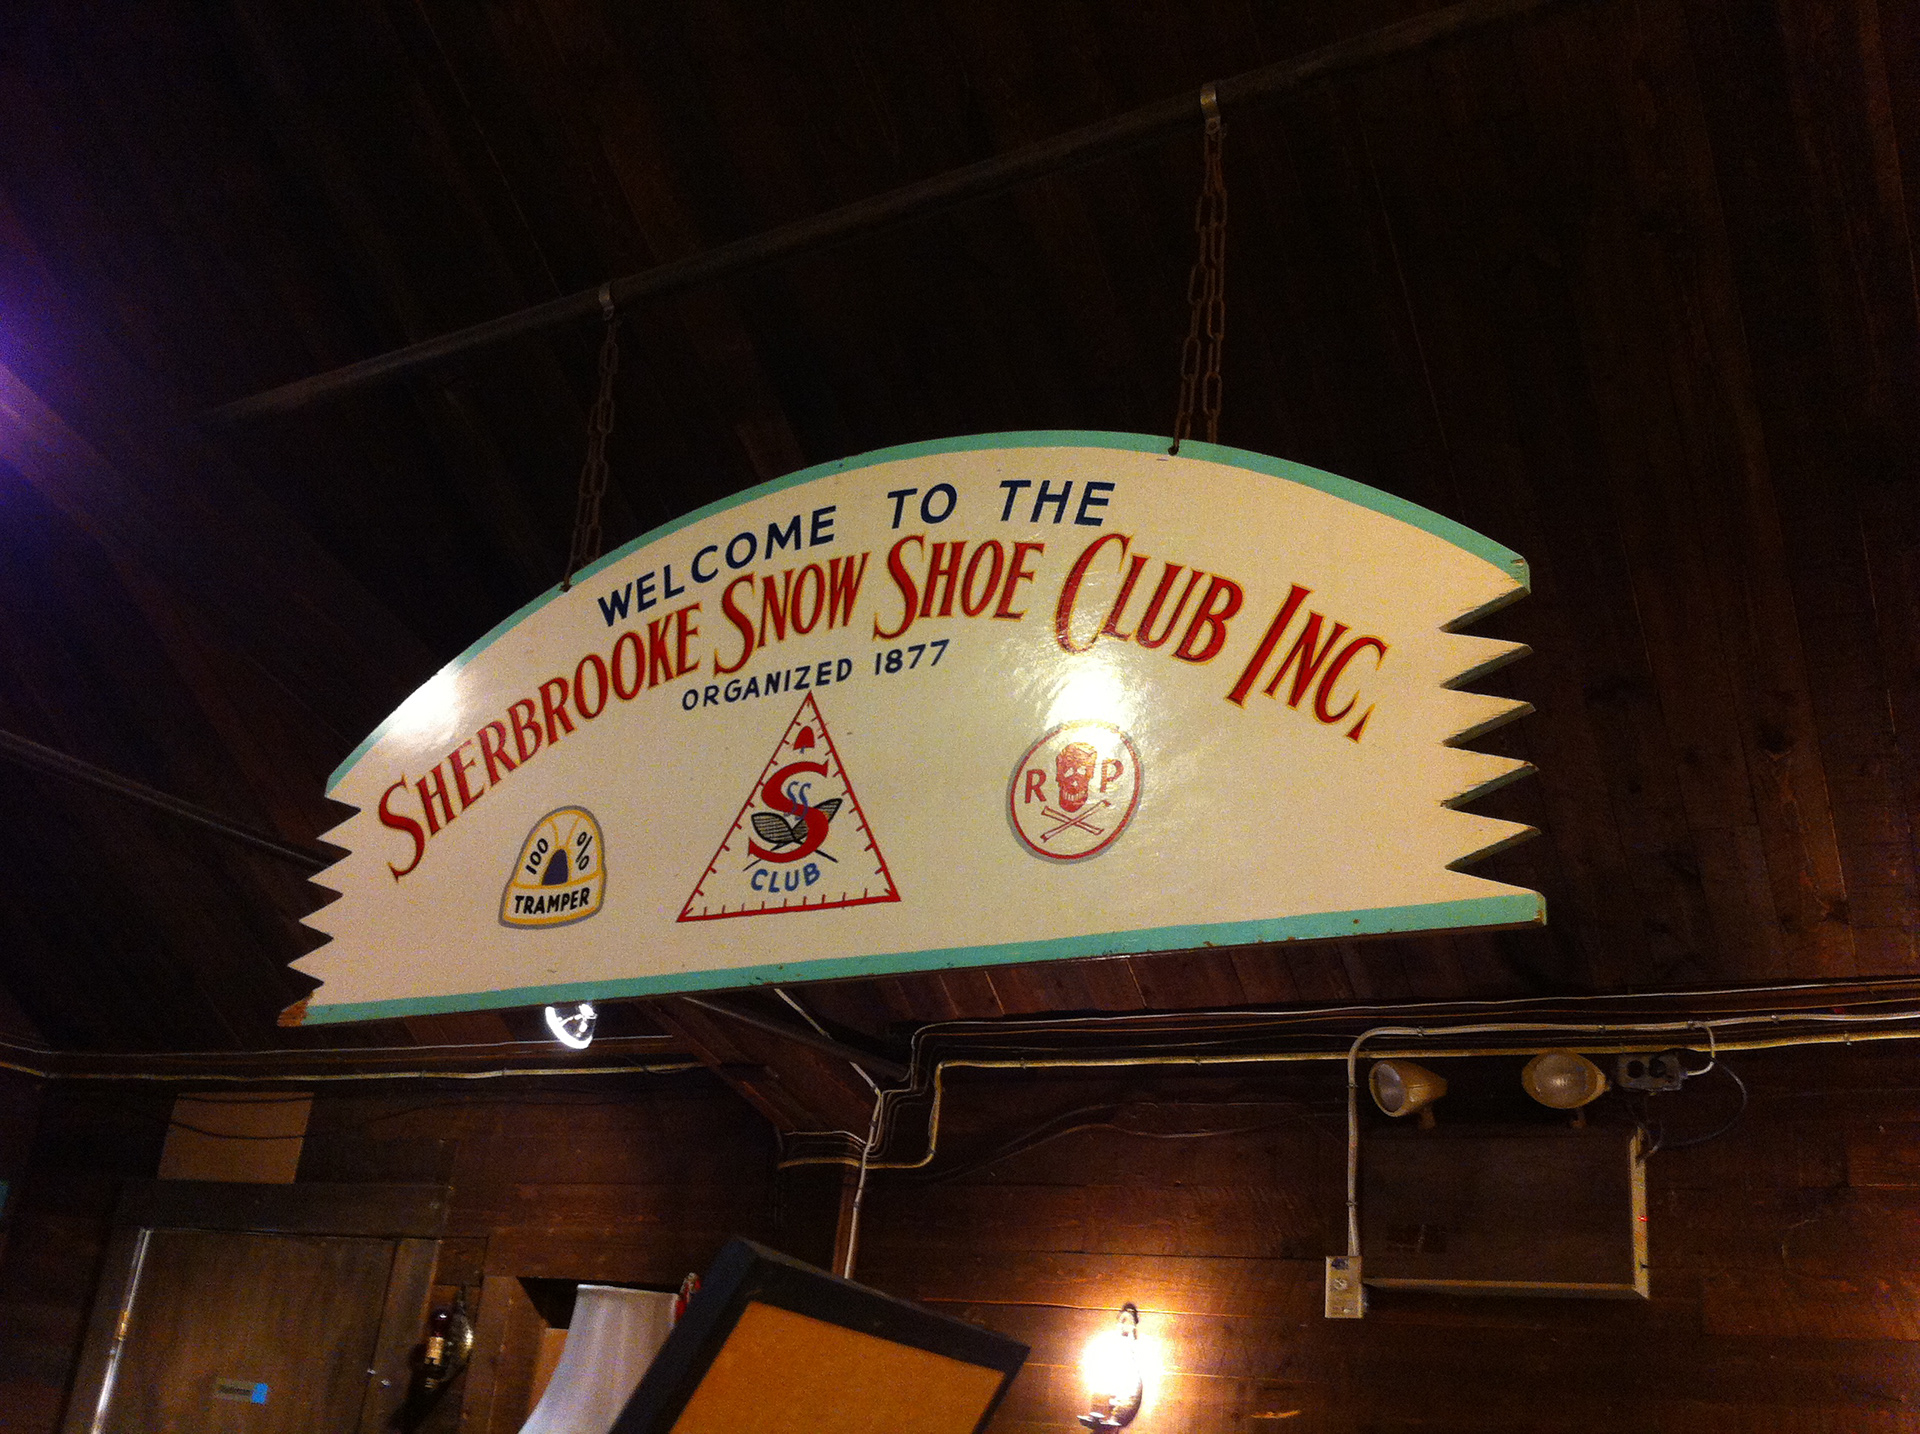 WELCOME TO THE
SHERBROOKE SNOW SHOE CLUB INC.
ORGANIZED 1877
100 %
TRAMPER
S
SS
CLUB
R P